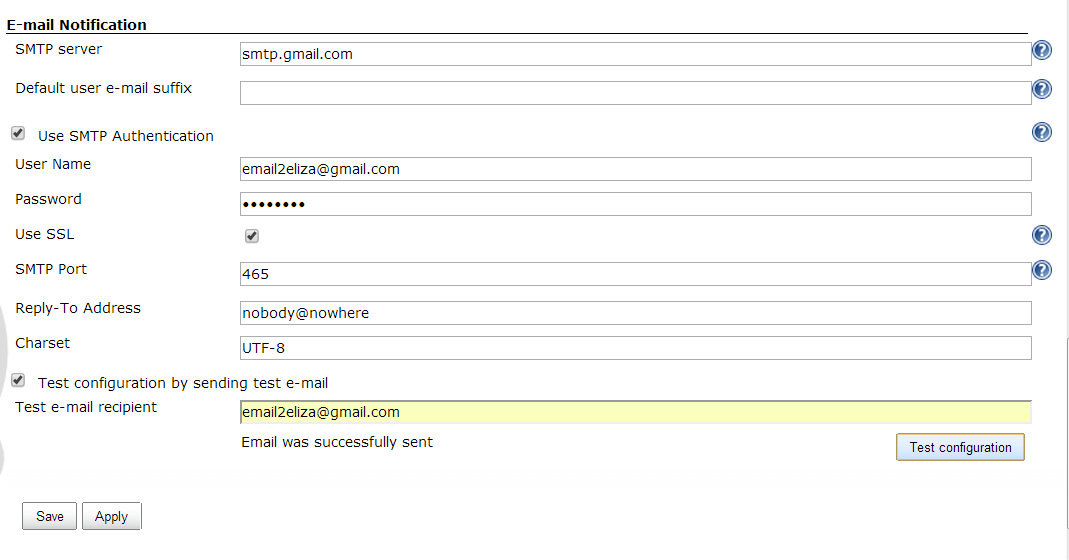 E-mail Notification
SMTP server smtp.gmail.com ?
Default user e-mail suffix ?
Use SMTP Authentication ?
User Name email2eliza@gmail.com
Password ••••••••
Use SSL ?
SMTP Port 465 ?
Reply-To Address nobody@nowhere
Charset UTF-8
Test configuration by sending test e-mail
Test e-mail recipient email2eliza@gmail.com
Email was successfully sent Test configuration
Save Apply